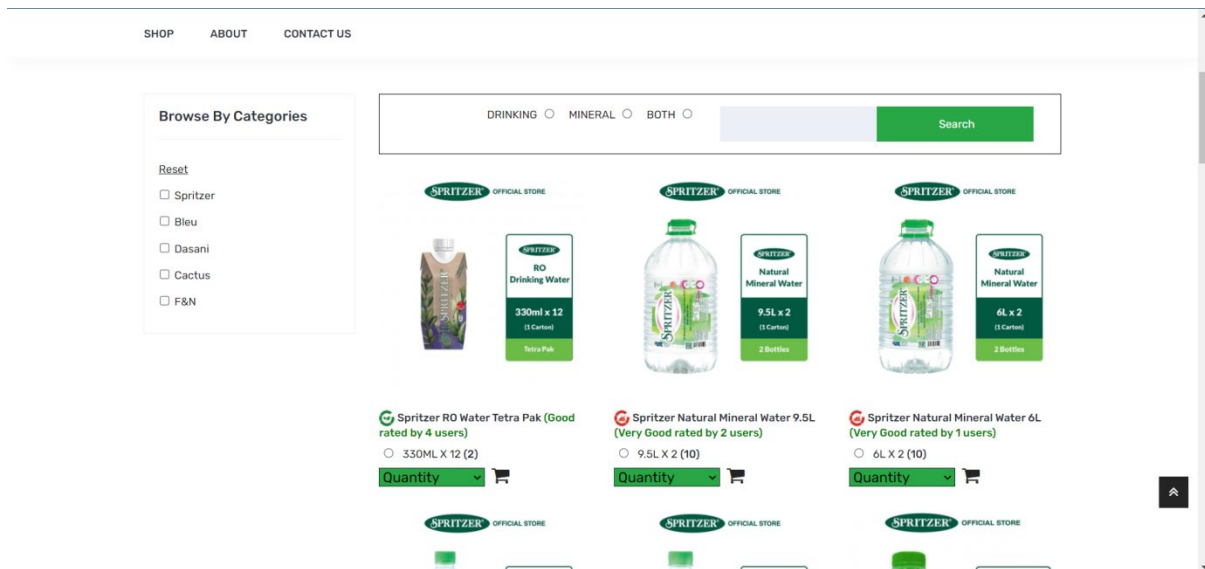 SHOP ABOUT CONTACT US
Browse By Categories
Reset
Spritzer
Bleu
Dasani
Cactus
F&N
DRINKING MINERAL BOTH
Search
SPRITZER OFFICIAL STORE
SPRITZER
RO
Drinking Water
330ml x 12
(1 Carton)
Tetra Pak
SPRITZER
Spritzer RO Water Tetra Pak (Good
rated by 4 users)
330ML X 12 (2)
Quantity
SPRITZER OFFICIAL STORE
SPRITZER
Natural
Mineral Water
9.5L x 2
(1 Carton)
2 Bottles
SPRITZER
Spritzer Natural Mineral Water 9.5L
(Very Good rated by 2 users)
9.5L X 2 (10)
Quantity
SPRITZER OFFICIAL STORE
SPRITZER
Natural
Mineral Water
6L x 2
(1 Carton)
2 Bottles
SPRITZER
Spritzer Natural Mineral Water 6L
(Very Good rated by 1 users)
6L X 2 (10)
Quantity
SPRITZER OFFICIAL STORE
SPRITZER OFFICIAL STORE
SPRITZER OFFICIAL STORE